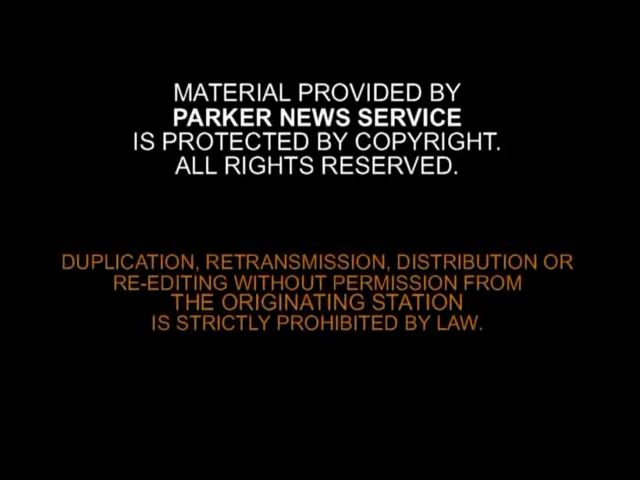 MATERIAL PROVIDED BY
PARKER NEWS SERVICE
IS PROTECTED BY COPYRIGHT.
ALL RIGHTS RESERVED.
DUPLICATION, RETRANSMISSION, DISTRIBUTION OR
RE-EDITING WITHOUT PERMISSION FROM
THE ORIGINATING STATION
IS STRICTLY PROHIBITED BY LAW.